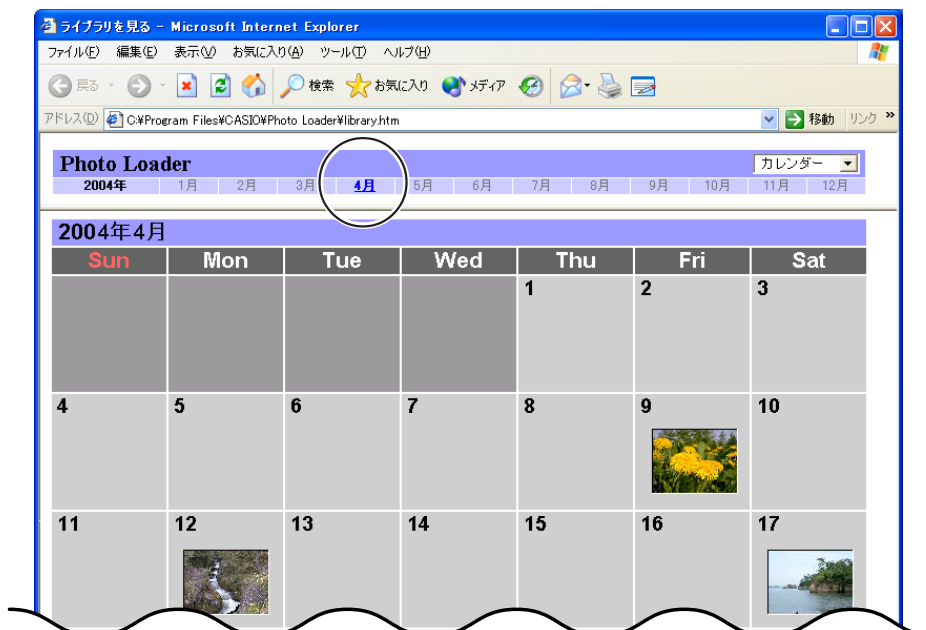 ライブラリを見る - Microsoft Internet Explorer
ファイル(F) 編集(E) 表示(V) お気に入り(A) ツール(T) ヘルプ(H)
戻る 検索 お気に入り メディア
アドレス(D) C:¥Program Files¥CASIO¥Photo Loader¥library.htm 移動 リンク »
Photo Loader カレンダー
2004年 1月 2月 3月 4月 5月 6月 7月 8月 9月 10月 11月 12月
2004年4月
Sun Mon Tue Wed Thu Fri Sat
1 2 3
4 5 6 7 8 9 10
11 12 13 14 15 16 17